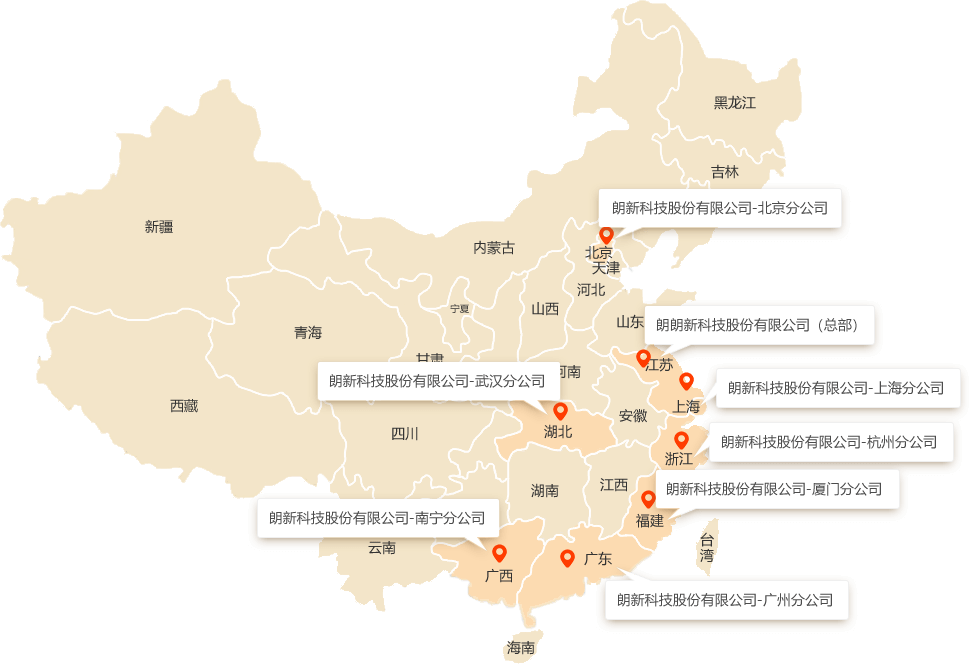 黑龙江
吉林
朗新科技股份有限公司-北京分公司
新疆
内蒙古
北京
天津
河北
宁夏
山西
山东
朗朗新科技股份有限公司（总部）
青海
甘肃
江苏
河南
朗新科技股份有限公司-武汉分公司
朗新科技股份有限公司-上海分公司
西藏
上海
安徽
四川
湖北
朗新科技股份有限公司-杭州分公司
浙江
江西
湖南
朗新科技股份有限公司-厦门分公司
朗新科技股份有限公司-南宁分公司
福建
云南
台
湾
广东
广西
朗新科技股份有限公司-广州分公司
海南